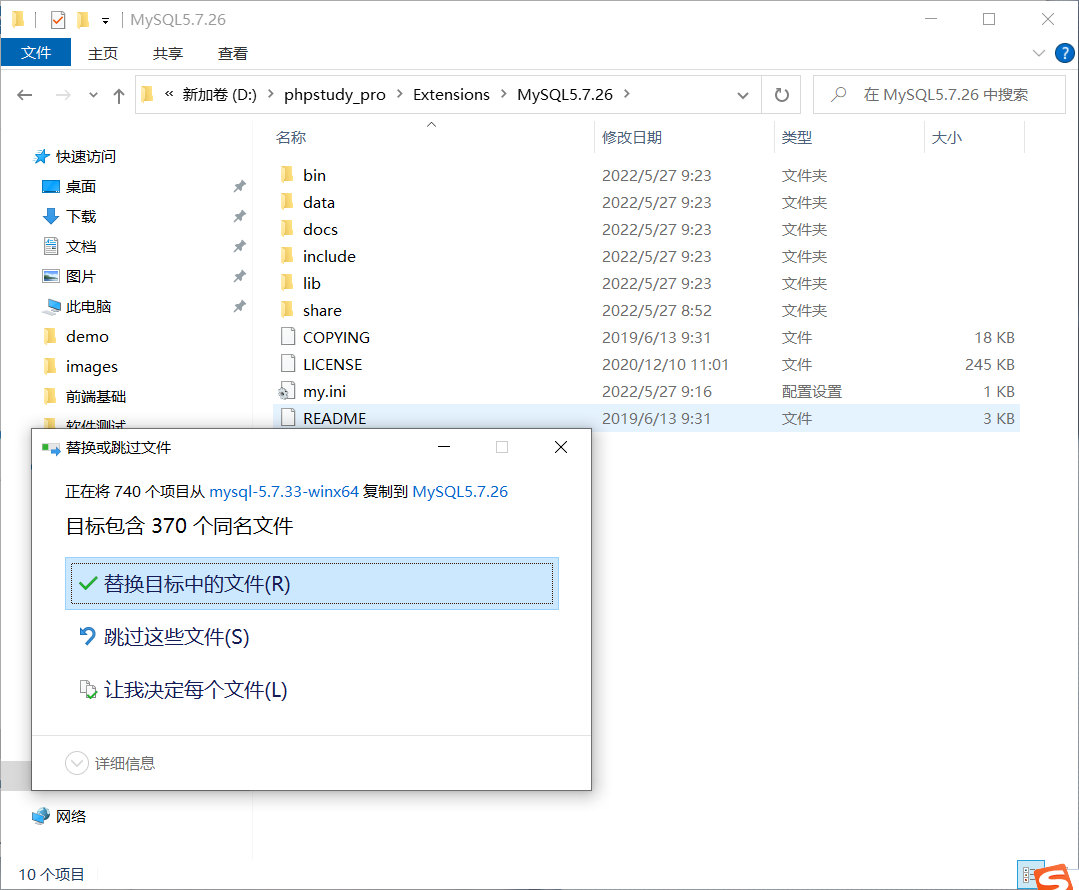 MySQL5.7.26
文件 主页 共享 查看
« 新加卷 (D:) › phpstudy_pro › Extensions › MySQL5.7.26 ›
在 MySQL5.7.26 中搜索
名称 修改日期 类型 大小
快速访问
桌面
下载
文档
图片
此电脑
demo
images
前端基础
软件测试
bin 2022/5/27 9:23 文件夹
data 2022/5/27 9:23 文件夹
docs 2022/5/27 9:23 文件夹
include 2022/5/27 9:23 文件夹
lib 2022/5/27 9:23 文件夹
share 2022/5/27 8:52 文件夹
COPYING 2019/6/13 9:31 文件 18 KB
LICENSE 2020/12/10 11:01 文件 245 KB
my.ini 2022/5/27 9:16 配置设置 1 KB
README 2019/6/13 9:31 文件 3 KB
替换或跳过文件
正在将 740 个项目从 mysql-5.7.33-winx64 复制到 MySQL5.7.26
目标包含 370 个同名文件
替换目标中的文件(R)
跳过这些文件(S)
让我决定每个文件(L)
详细信息
网络
10 个项目